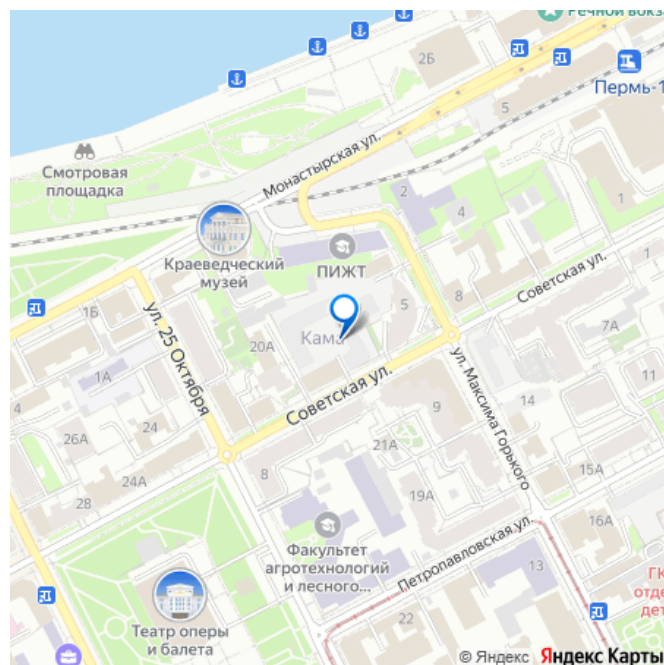 Речной вокза
2Б
Пермь-1
5
Смотровая
площадка
Монастырская ул.
2
4
1
Краеведческий
музей
ПИЖТ
Советская ул.
8
5
1Б
ул. 25 Октября
20А
Кама
7А
1А
ул. Максима Горького
4
Советская ул.
11
9
14
24
26А
21А
24А
8
15А
28
19А
16А
Петропавловская ул.
Факультет
агротехнологий
и лесного...
13
ГК
отде
дет
22
Театр оперы
и балета
© Яндекс Яндекс Карты